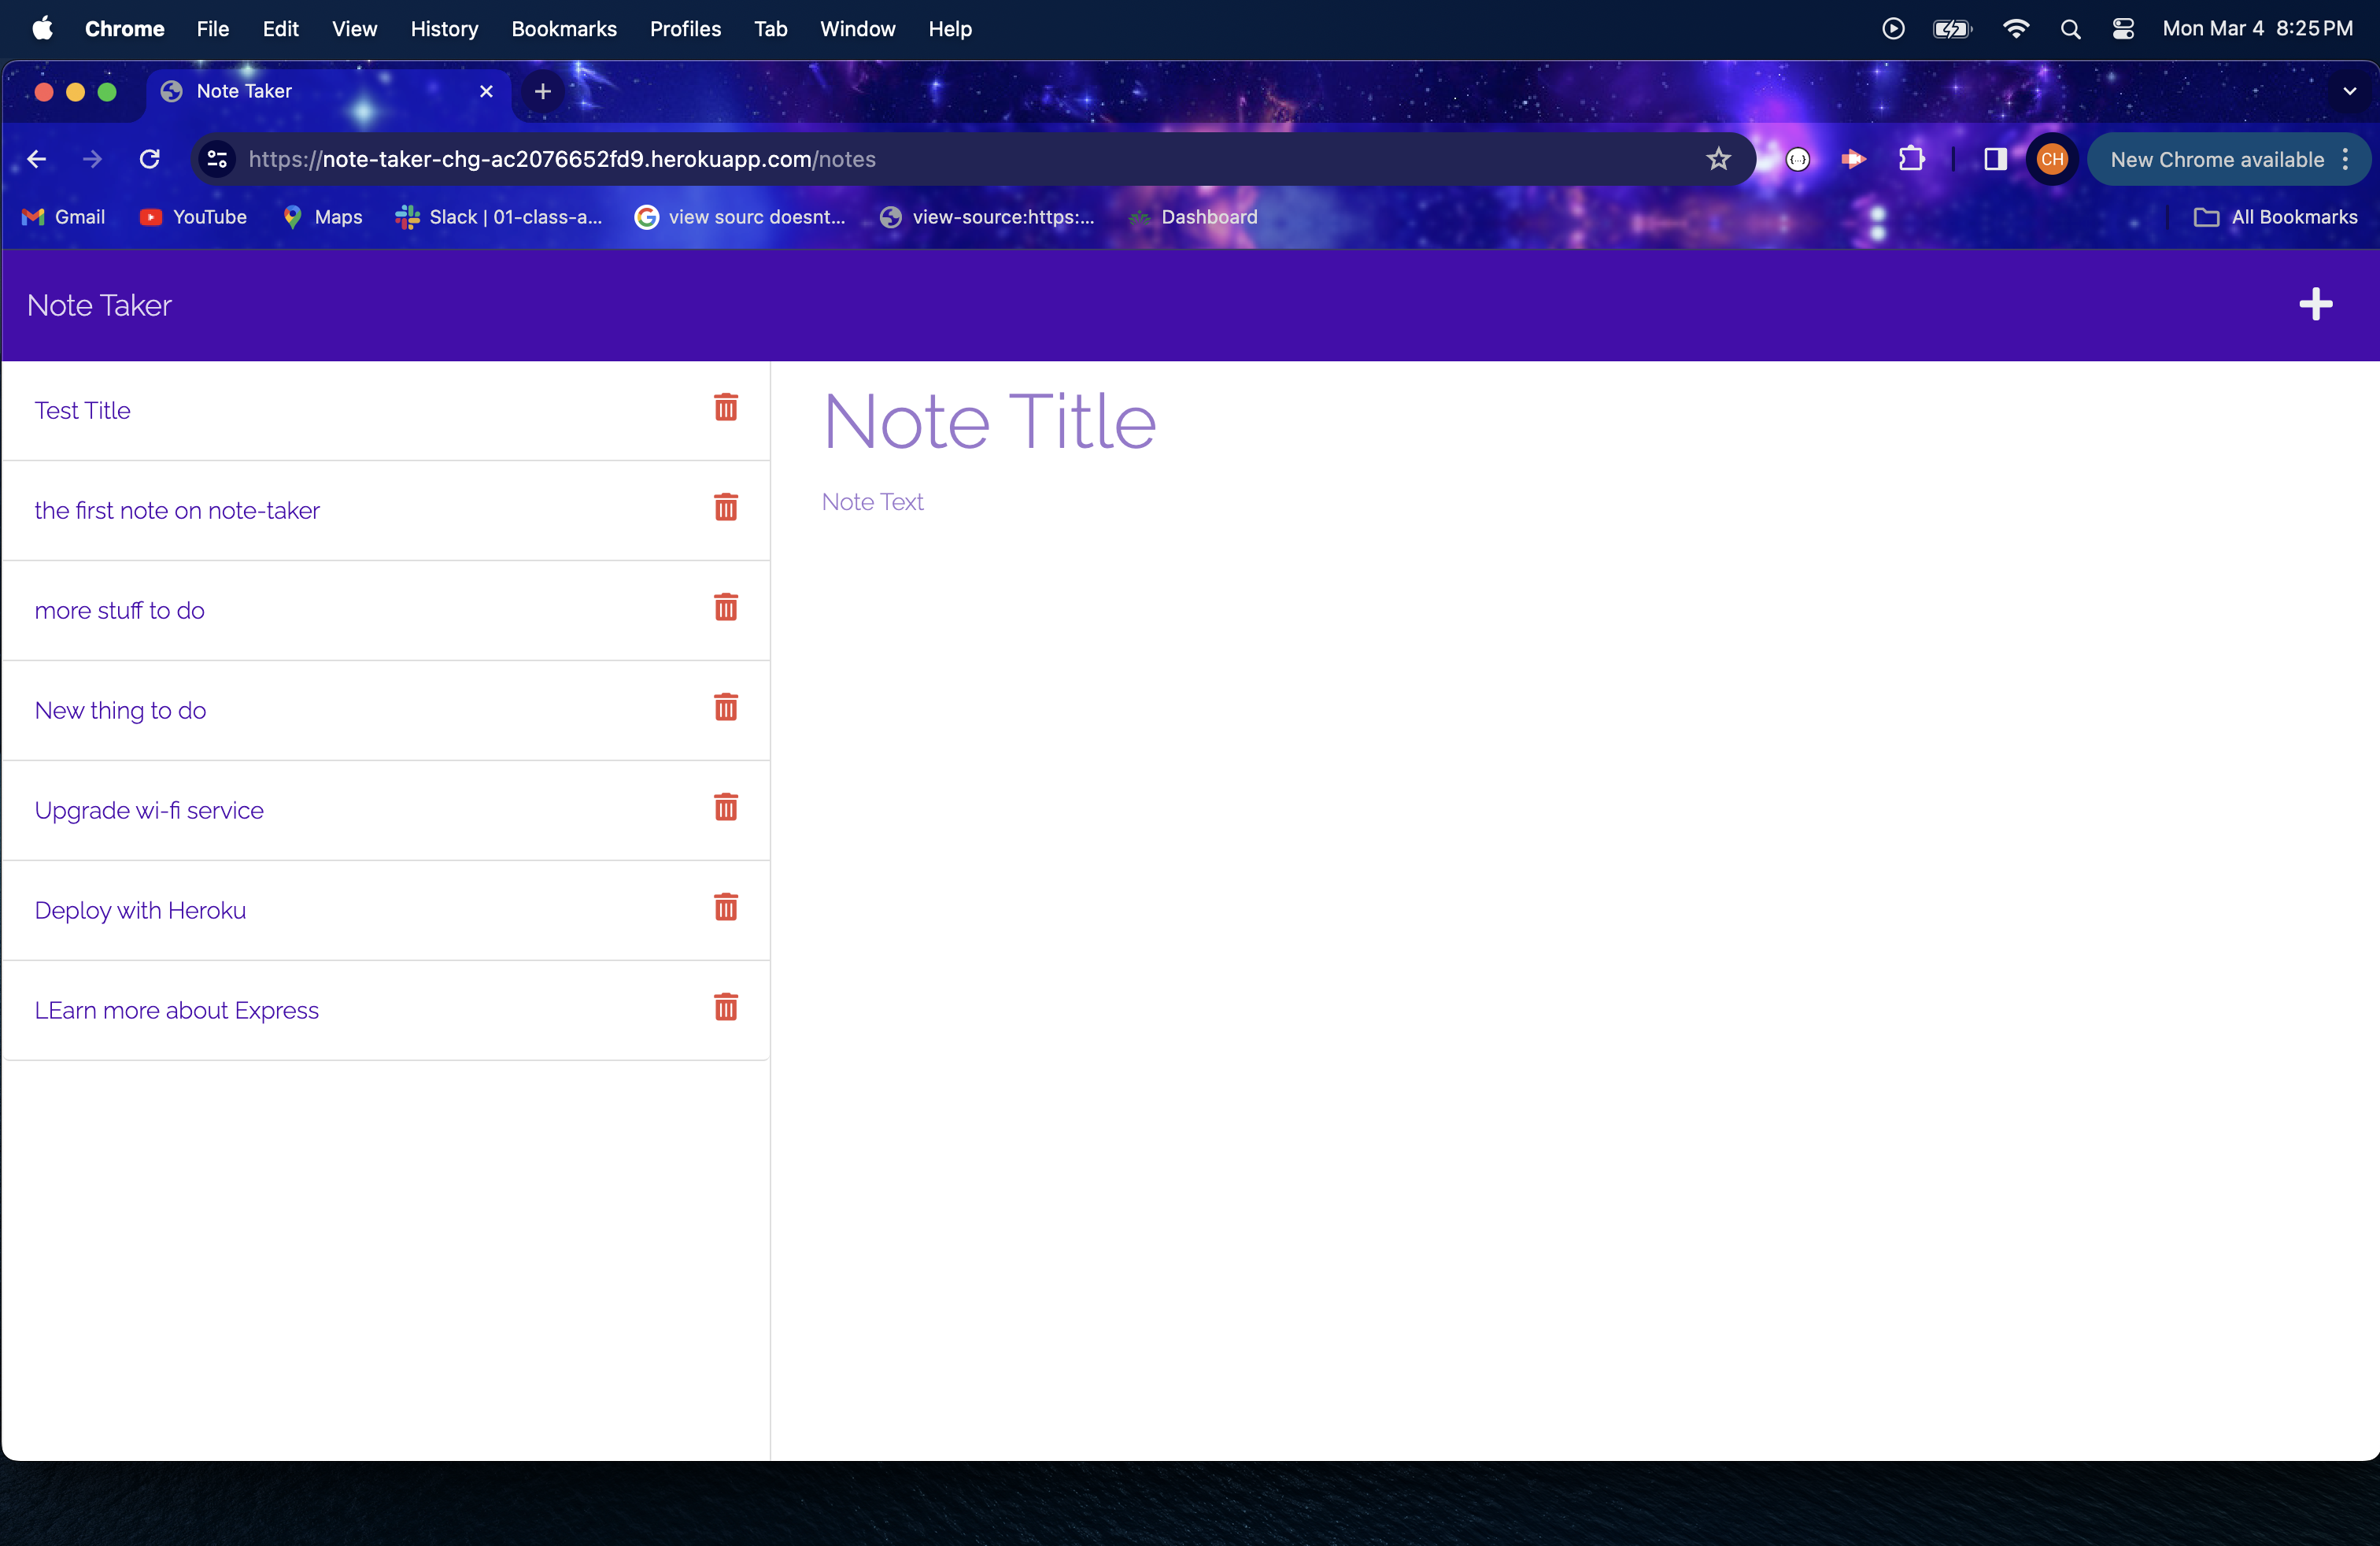 Chrome File Edit View History Bookmarks Profiles Tab Window Help Mon Mar 4 8:25 PM
Note Taker
https://note-taker-chg-ac2076652fd9.herokuapp.com/notes CH New Chrome available
Gmail YouTube Maps Slack | 01-class-a... view sourc doesnt... view-source:https:... Dashboard All Bookmarks
Note Taker
Test Title
the first note on note-taker
more stuff to do
New thing to do
Upgrade wi-fi service
Deploy with Heroku
LEarn more about Express
Note Title
Note Text